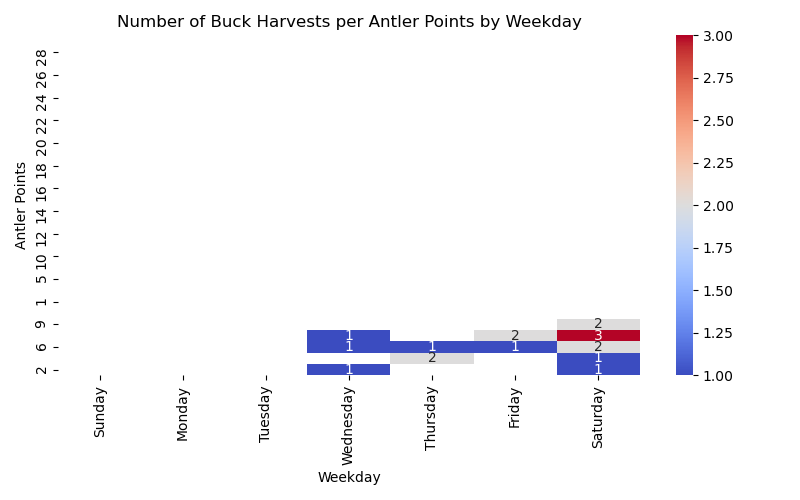 Number of Buck Harvests per Antler Points by Weekday
Antler Points
28
26
24
22
20
18
16
14
12
10
5
1
9
6
2
2
1 2 3
1 1 1 2
2 1
1 1
Sunday
Monday
Tuesday
Wednesday
Thursday
Friday
Saturday
Weekday
3.00
2.75
2.50
2.25
2.00
1.75
1.50
1.25
1.00